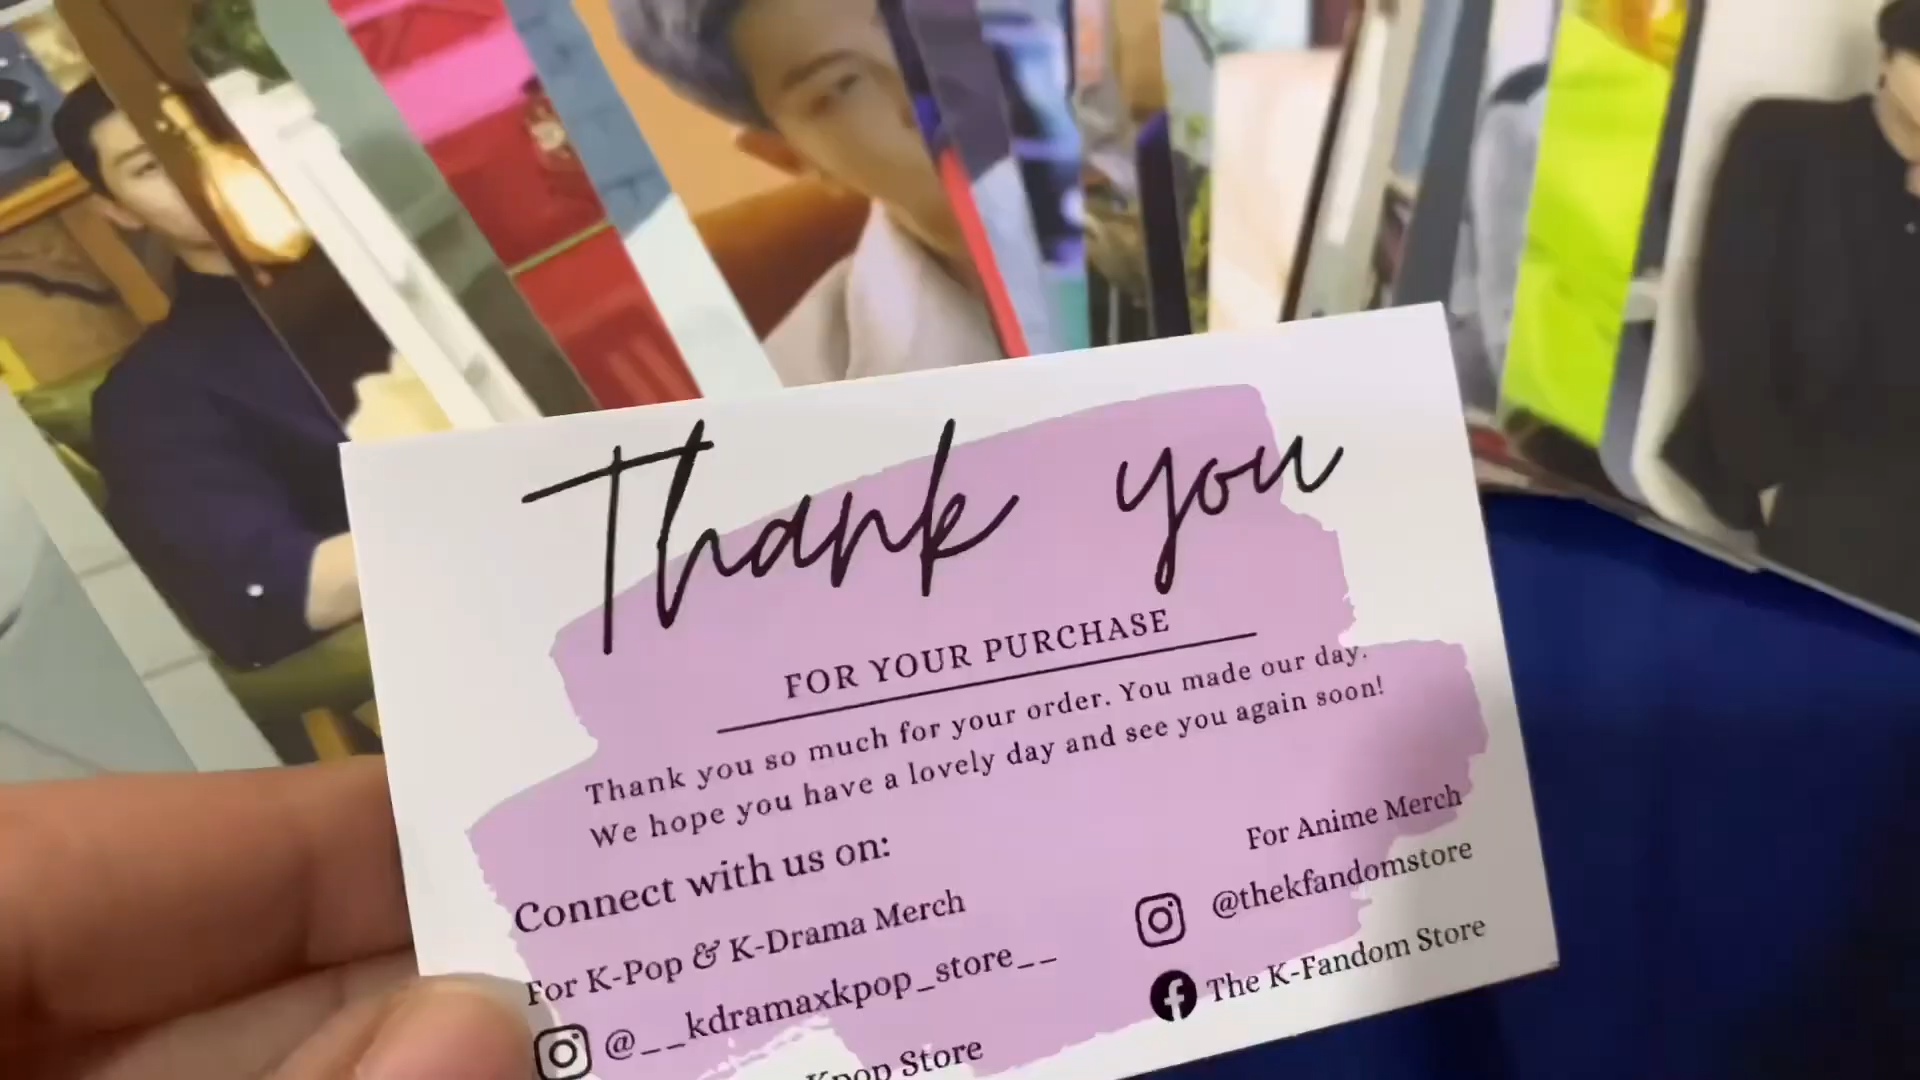 Thank you
FOR YOUR PURCHASE
Thank you so much for your order. You made our day.
We hope you have a lovely day and see you again soon!
Connect with us on:
For K-Pop & K-Drama Merch
@__kdramaxkpop_store__
Kpop Store
For Anime Merch
@thekfandomstore
The K-Fandom Store